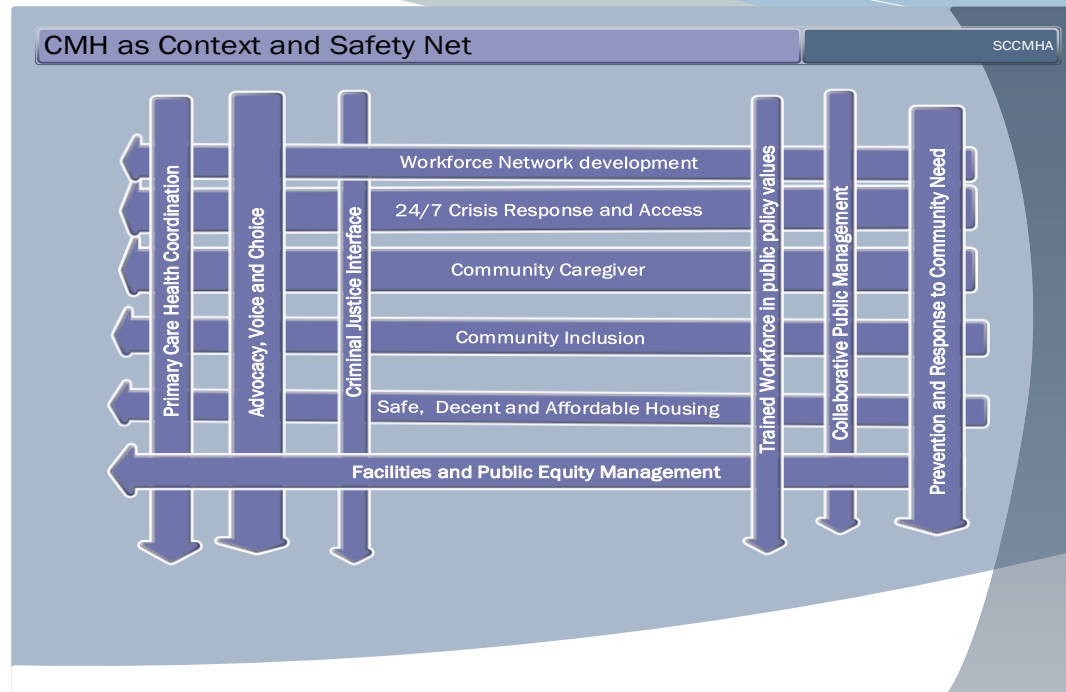 CMH as Context and Safety Net
SCCMHA
Workforce Network development
24/7 Crisis Response and Access
Community Caregiver
Community Inclusion
Safe, Decent and Affordable Housing
Facilities and Public Equity Management
Primary Care Health Coordination
Advocacy, Voice and Choice
Criminal Justice Interface
Trained Workforce in public policy values
Collaborative Public Management
Prevention and Response to Community Need